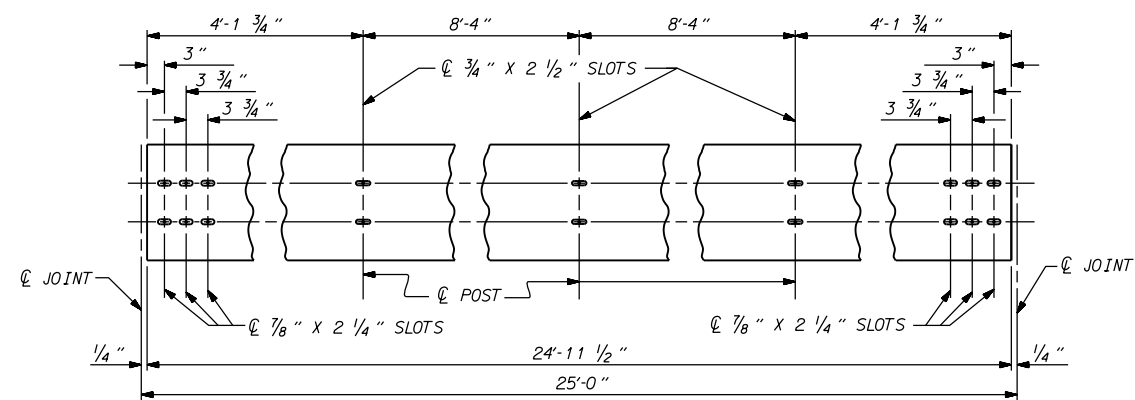 4'-1 ¾" 8'-4" 8'-4" 4'-1 ¾"
3" ℄ ¾" X 2 ½" SLOTS 3"
3 ¾" 3 ¾"
3 ¾" 3 ¾"
℄ JOINT ℄ POST ℄ JOINT
℄ ⅞" X 2 ¼" SLOTS ℄ ⅞" X 2 ¼" SLOTS
¼" 24'-11 ½" ¼"
25'-0"